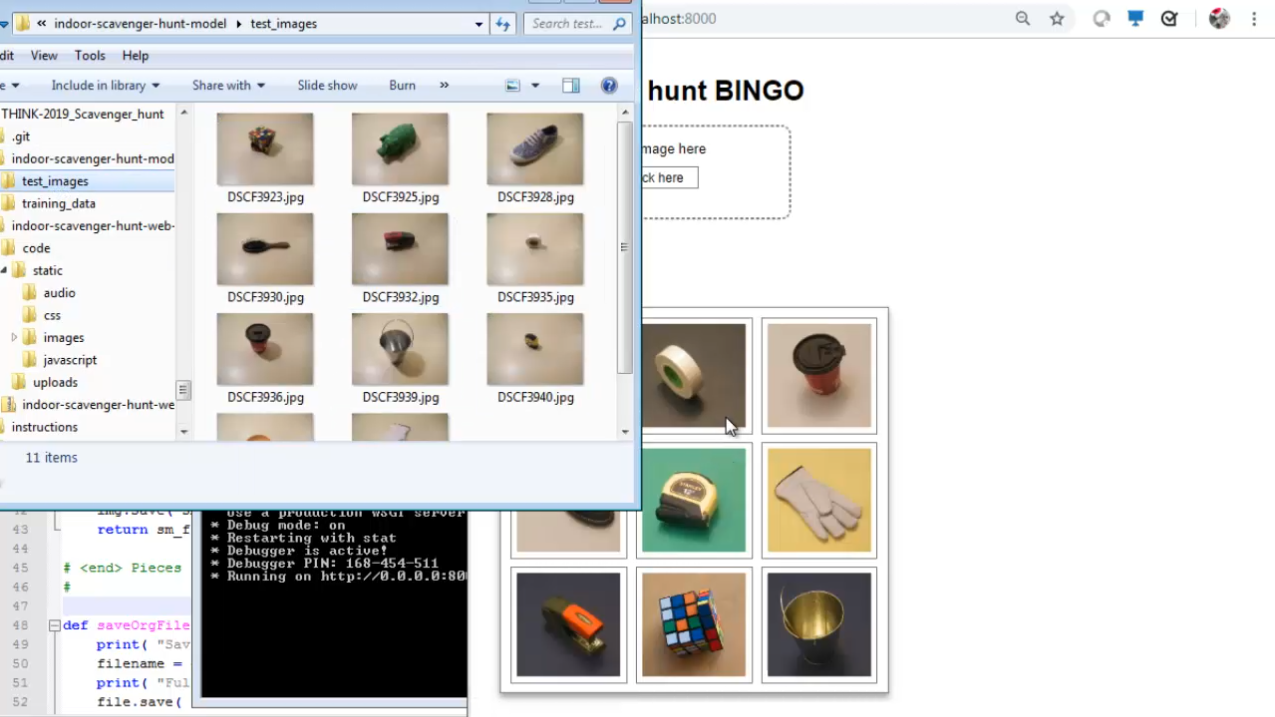 indoor-scavenger-hunt-model ▸ test_images
Search test...
alhost:8000
dit View Tools Help
e Include in library Share with Slide show Burn »
hunt BINGO
THINK-2019_Scavenger_hunt
.git
indoor-scavenger-hunt-mod
test_images
training_data
indoor-scavenger-hunt-web-
code
static
audio
css
images
javascript
uploads
indoor-scavenger-hunt-we
instructions
DSCF3923.jpg DSCF3925.jpg DSCF3928.jpg
DSCF3930.jpg DSCF3932.jpg DSCF3935.jpg
DSCF3936.jpg DSCF3939.jpg DSCF3940.jpg
mage here
ck here
11 items
43 return sm_f
44
45 # <end> Pieces
46 #
47
48 def saveOrgFile
49 print( "Sav
50 filename =
51 print( "Ful
52 file.save(
Use a production WSGI server
* Debug mode: on
* Restarting with stat
* Debugger is active!
* Debugger PIN: 168-454-511
* Running on http://0.0.0.0:80
STANLEY